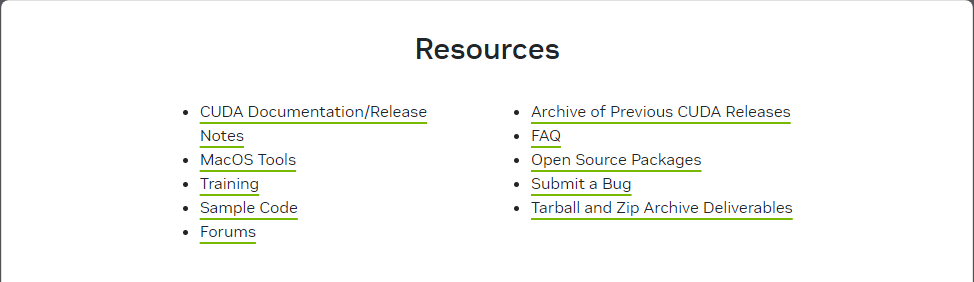 Resources
CUDA Documentation/Release
Notes
MacOS Tools
Training
Sample Code
Forums
Archive of Previous CUDA Releases
FAQ
Open Source Packages
Submit a Bug
Tarball and Zip Archive Deliverables